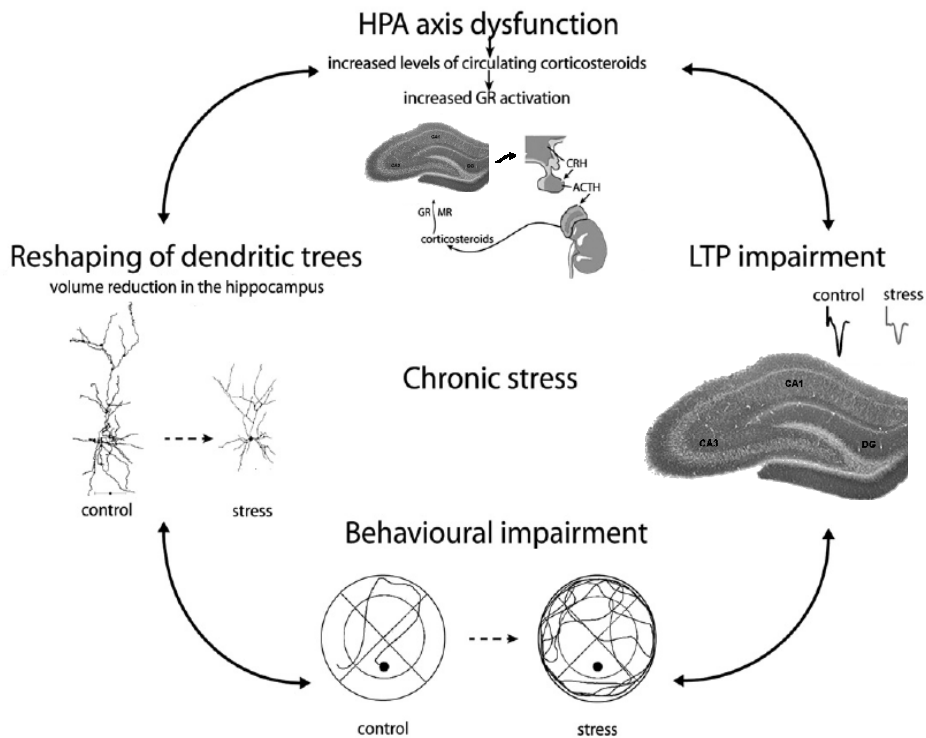 HPA axis dysfunction
increased levels of circulating corticosteroids
increased GR activation
CA1
CA3
DG
CRH
ACTH
GR MR
corticosteroids
Reshaping of dendritic trees
volume reduction in the hippocampus
control
stress
LTP impairment
control stress
CA1
CA3
DG
Chronic stress
Behavioural impairment
control
stress